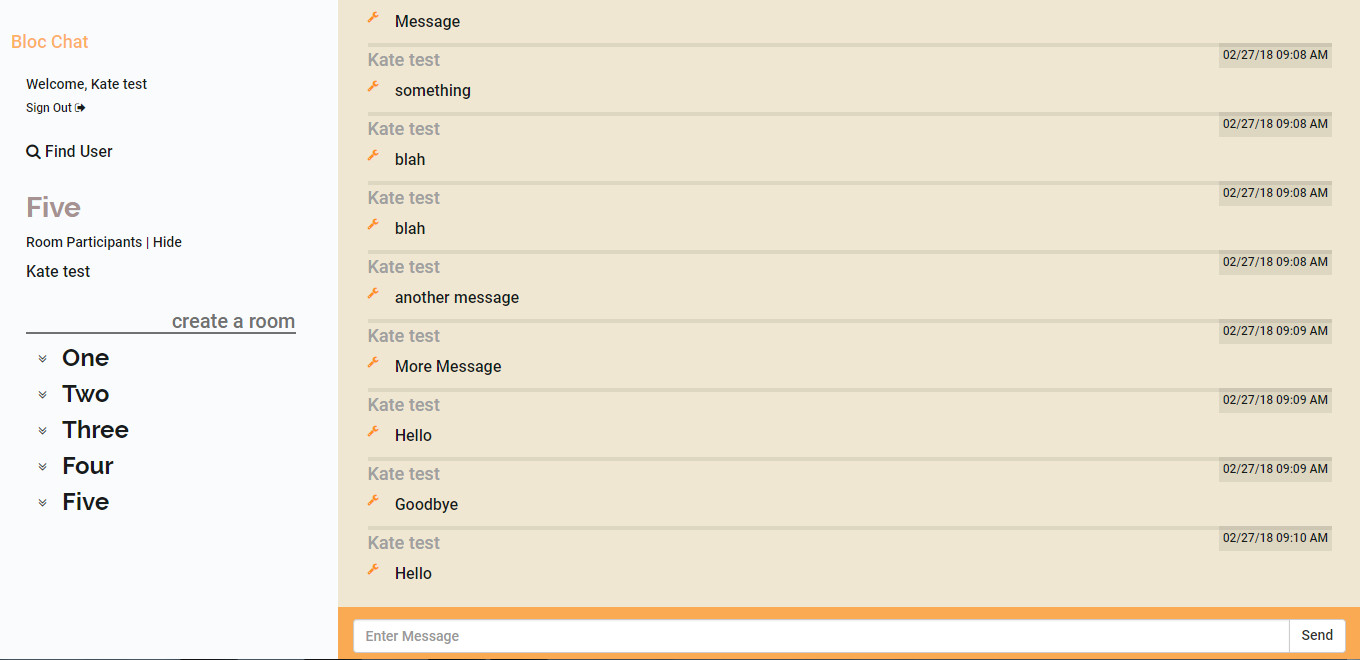 Bloc Chat
Welcome, Kate test
Sign Out
Find User
Five
Room Participants | Hide
Kate test
create a room
One
Two
Three
Four
Five
Message
Kate test 02/27/18 09:08 AM
something
Kate test 02/27/18 09:08 AM
blah
Kate test 02/27/18 09:08 AM
blah
Kate test 02/27/18 09:08 AM
another message
Kate test 02/27/18 09:09 AM
More Message
Kate test 02/27/18 09:09 AM
Hello
Kate test 02/27/18 09:09 AM
Goodbye
Kate test 02/27/18 09:10 AM
Hello
Enter Message Send